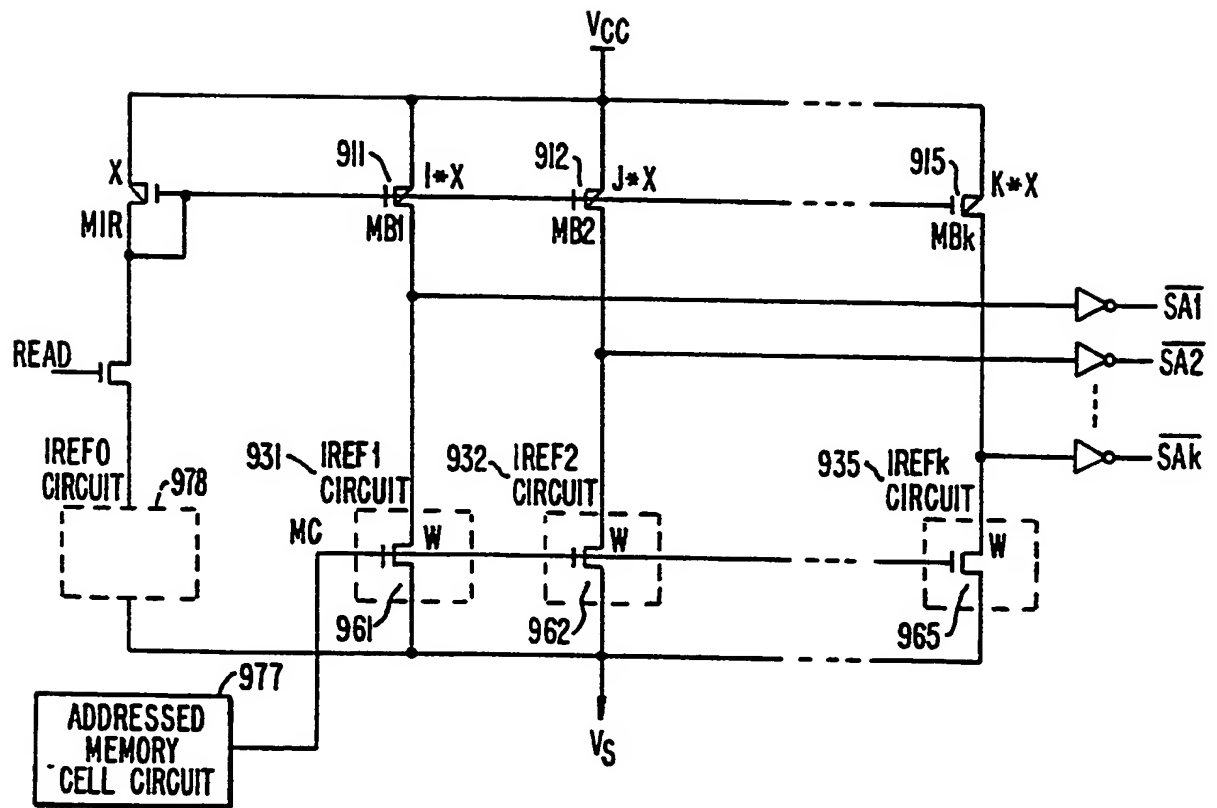 VCC
X
MIR
911
I*X
MB1
912
J*X
MB2
915
K*X
MBk
SA1
READ
SA2
IREF0
CIRCUIT
978
931
IREF1
CIRCUIT
932
IREF2
CIRCUIT
935
IREFk
CIRCUIT
SAk
MC
W
W
W
961
962
965
977
ADDRESSED
MEMORY
CELL CIRCUIT
VS